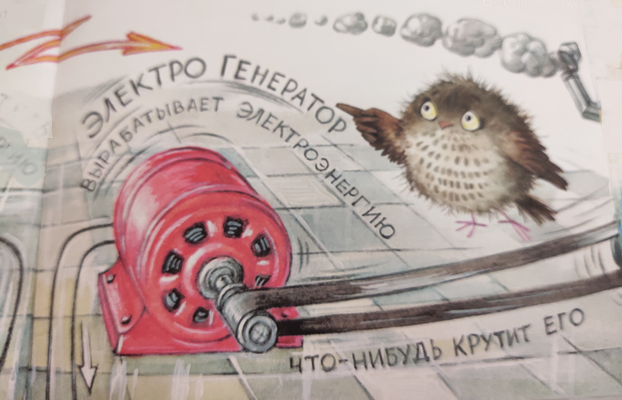 ЭЛЕКТРО ГЕНЕРАТОР
ВЫРАБАТЫВАЕТ ЭЛЕКТРОЭНЕРГИЮ
ЧТО-НИБУДЬ КРУТИТ ЕГО